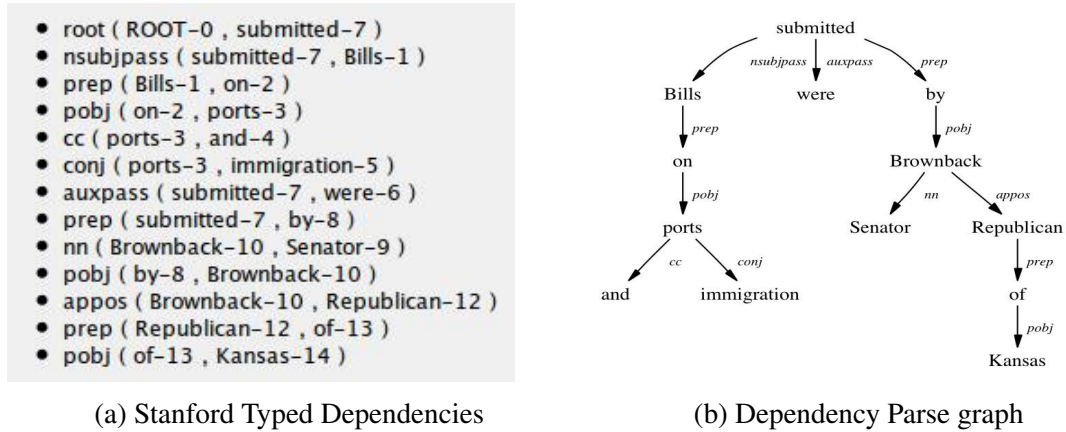 • root ( ROOT-0 , submitted-7 )
• nsubjpass ( submitted-7 , Bills-1 )
• prep ( Bills-1 , on-2 )
• pobj ( on-2 , ports-3 )
• cc ( ports-3 , and-4 )
• conj ( ports-3 , immigration-5 )
• auxpass ( submitted-7 , were-6 )
• prep ( submitted-7 , by-8 )
• nn ( Brownback-10 , Senator-9 )
• pobj ( by-8 , Brownback-10 )
• appos ( Brownback-10 , Republican-12 )
• prep ( Republican-12 , of-13 )
• pobj ( of-13 , Kansas-14 )
(a) Stanford Typed Dependencies
submitted
nsubjpass auxpass prep
Bills were by
prep pobj
on Brownback
pobj nn appos
ports Senator Republican
cc conj prep
and immigration of
pobj
Kansas
(b) Dependency Parse graph